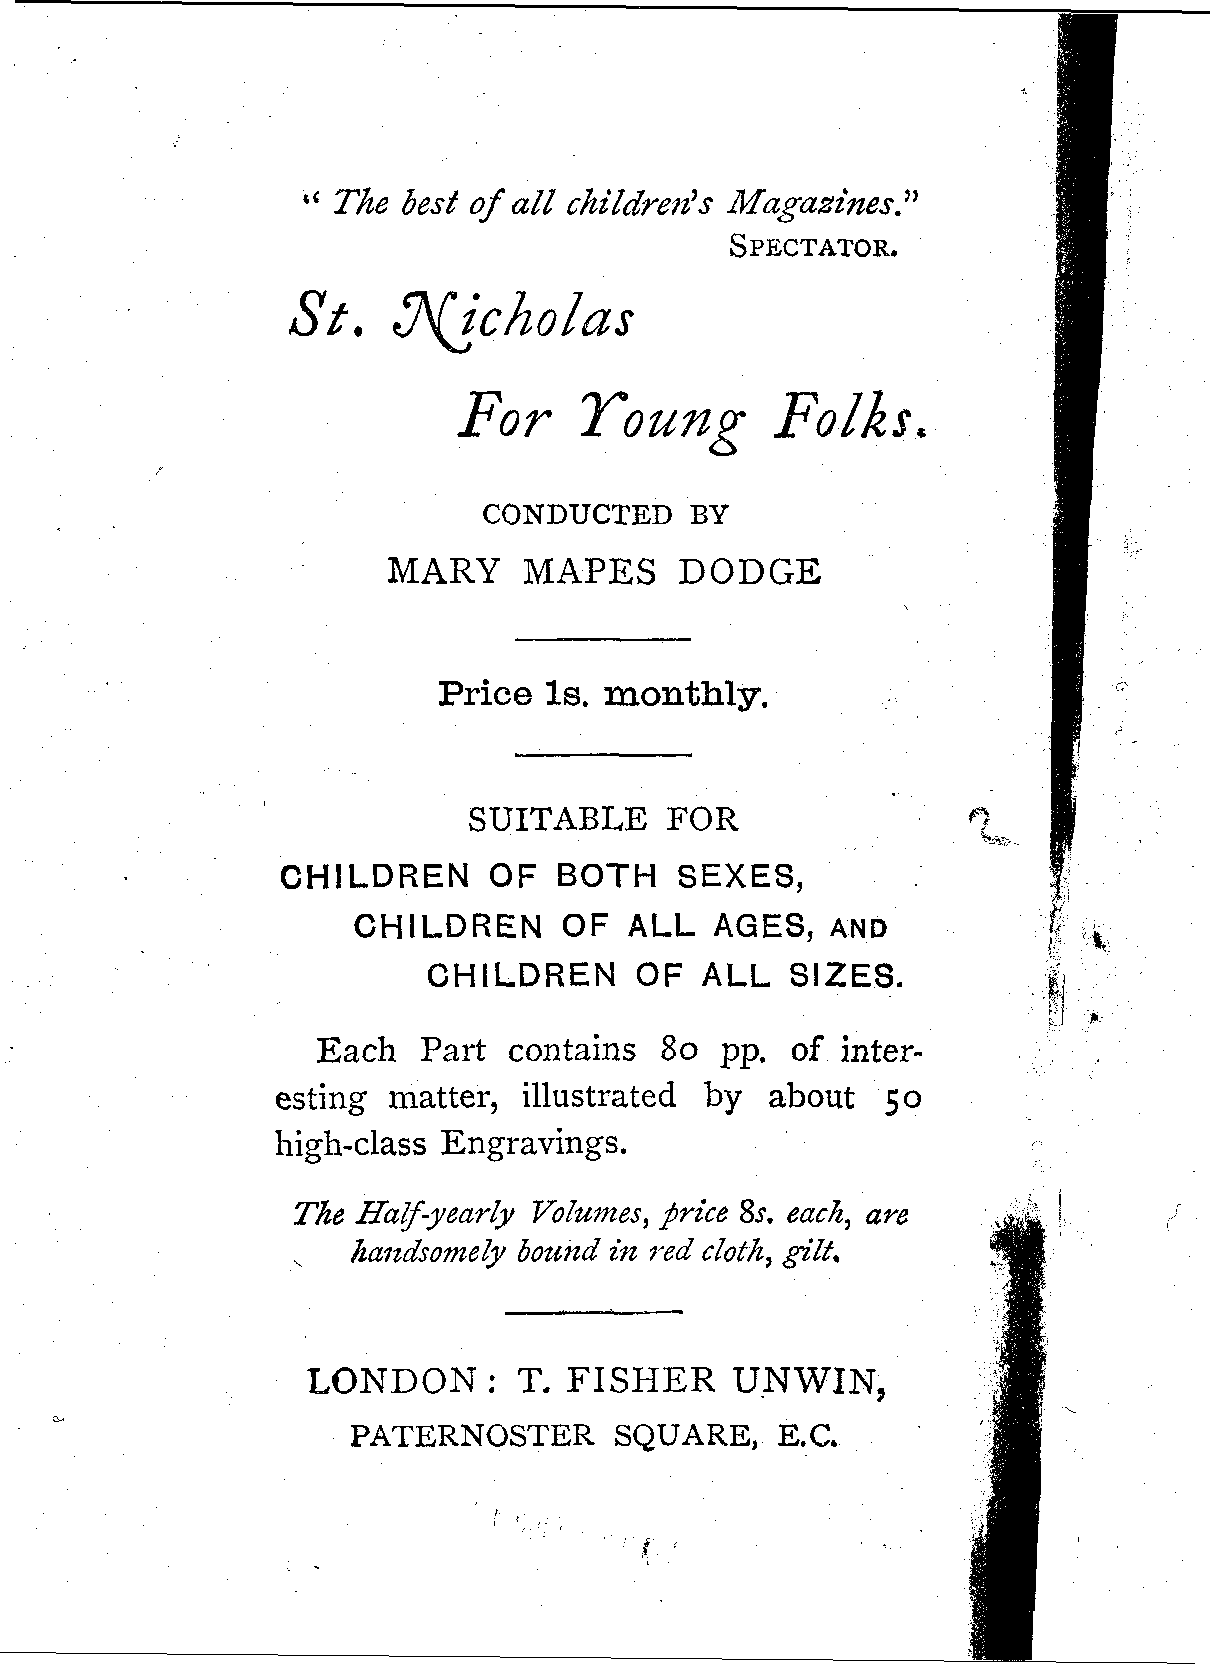 “ The best of all children's Magazines.”
SPECTATOR.
St. Nicholas
For Young Folks.
CONDUCTED BY
MARY MAPES DODGE
Price 1s. monthly.
SUITABLE FOR
CHILDREN OF BOTH SEXES,
CHILDREN OF ALL AGES, AND
CHILDREN OF ALL SIZES.
Each Part contains 80 pp. of inter-
esting matter, illustrated by about 50
high-class Engravings.
The Half-yearly Volumes, price 8s. each, are
handsomely bound in red cloth, gilt.
LONDON: T. FISHER UNWIN,
PATERNOSTER SQUARE, E.C.